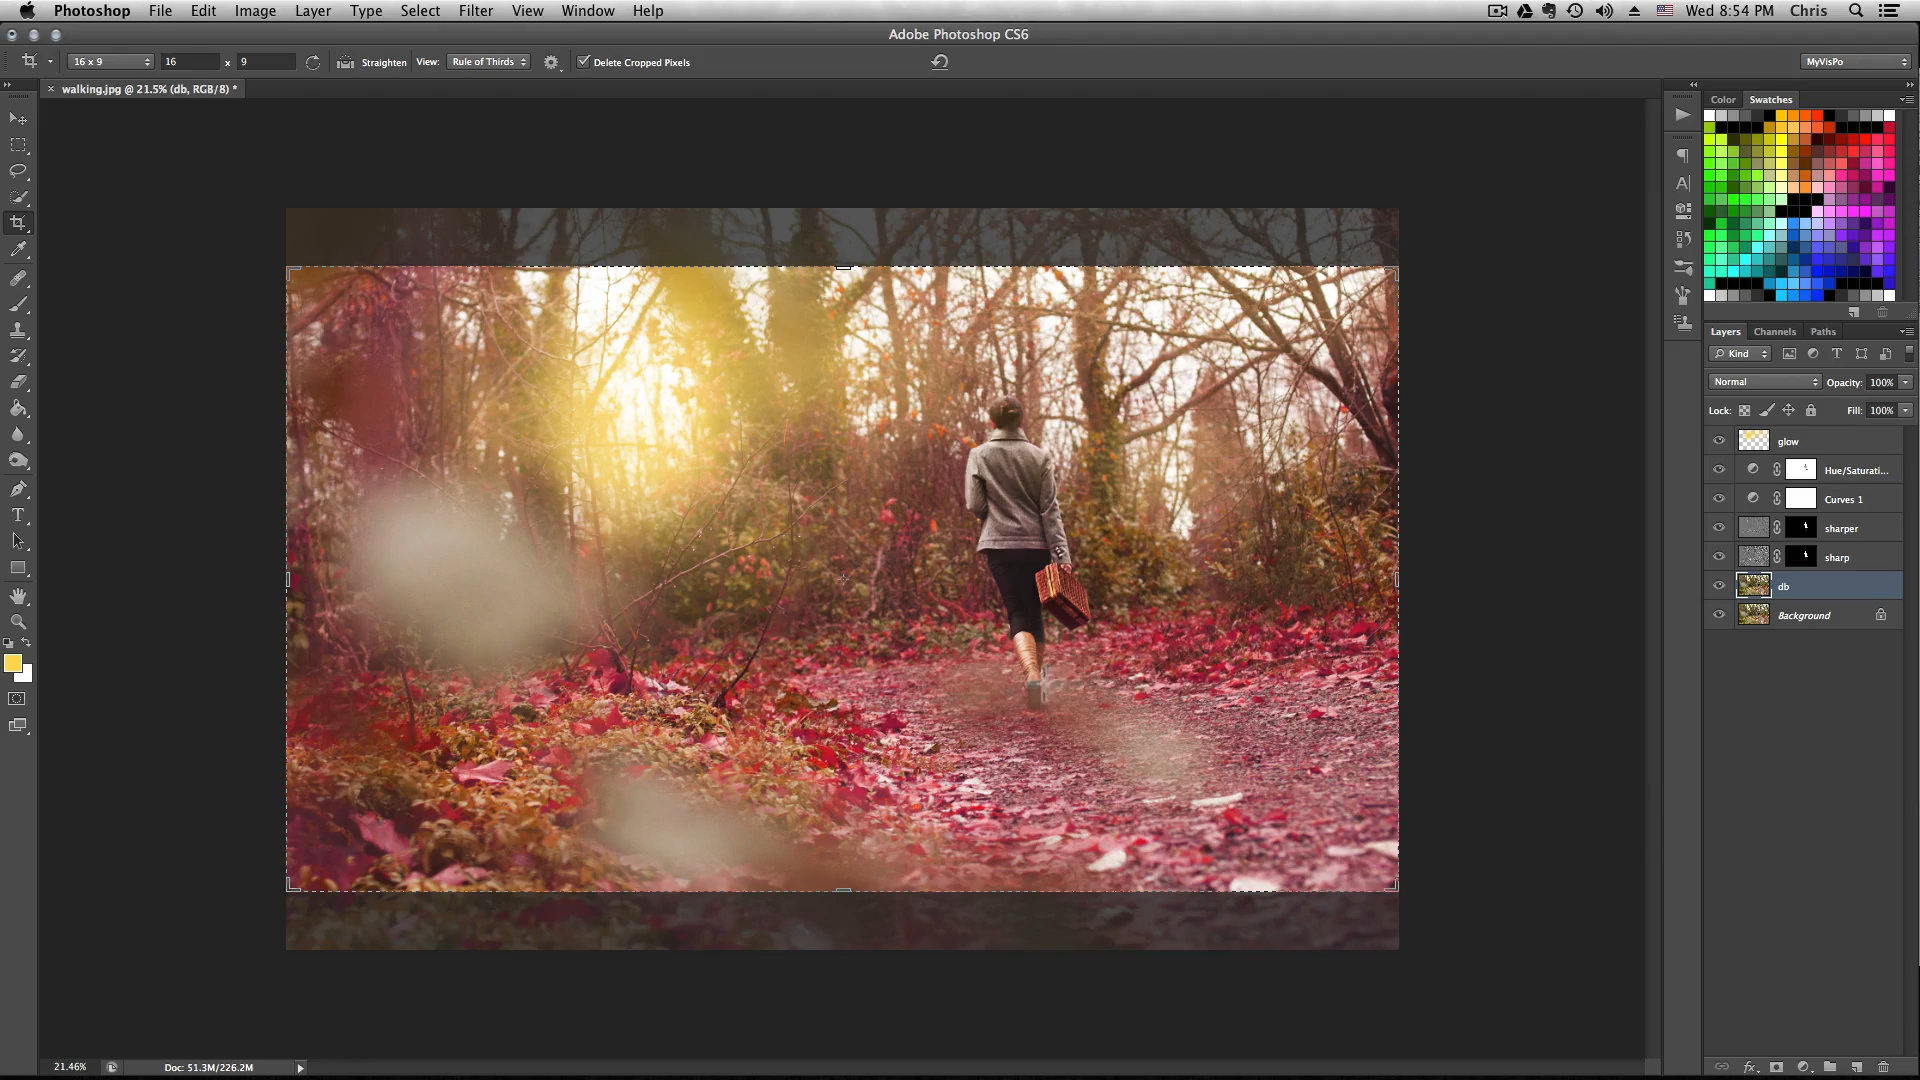 Photoshop File Edit Image Layer Type Select Filter View Window Help Wed 8:54 PM Chris
Adobe Photoshop CS6
16 x 9 16 x 9 Straighten View: Rule of Thirds Delete Cropped Pixels MyVisPo
walking.jpg @ 21.5% (db, RGB/8) *
Color Swatches
Layers Channels Paths
Kind
Normal Opacity: 100%
Lock: Fill: 100%
glow
Hue/Saturati...
Curves 1
sharper
sharp
db
Background
21.46% Doc: 51.3M/226.2M